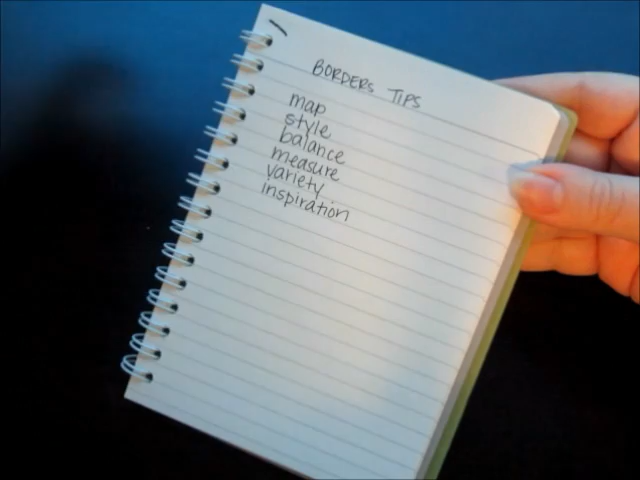 BORDERS TIPS
map
style
balance
measure
variety
inspiration